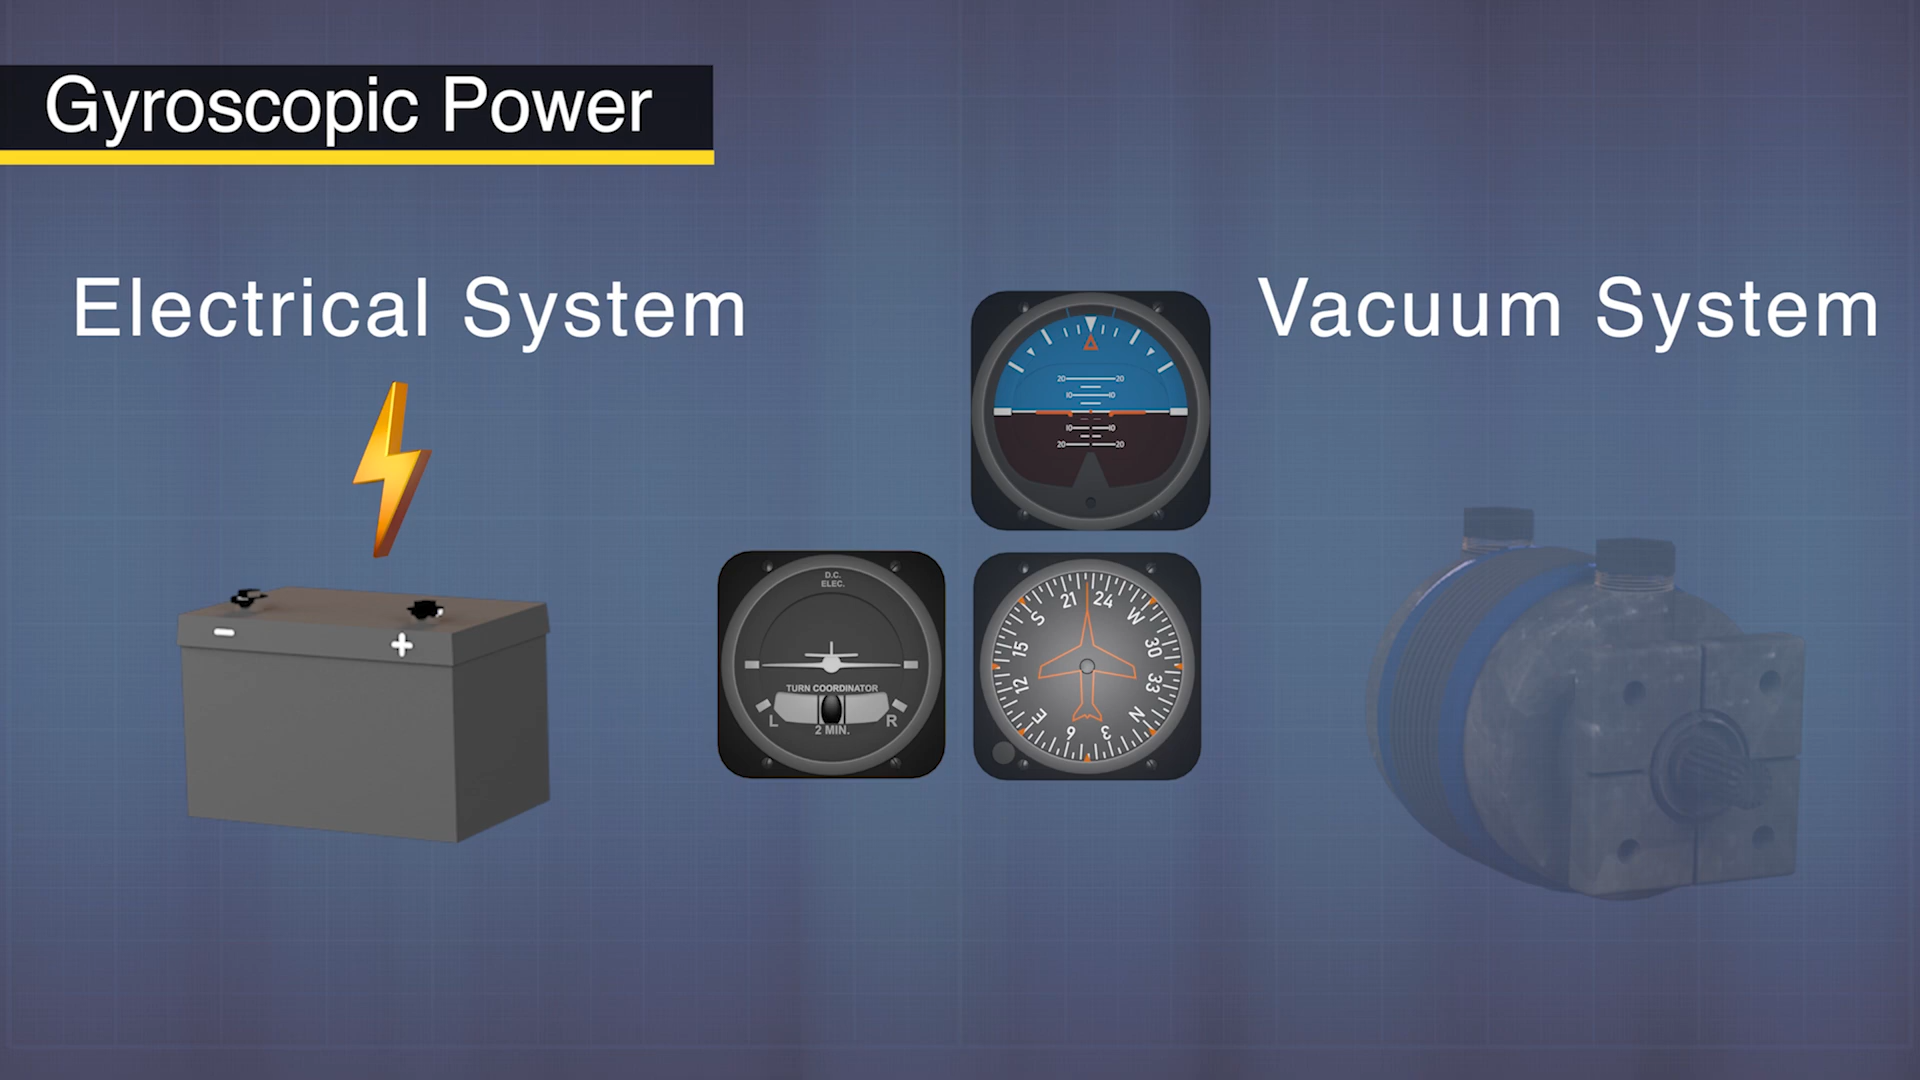 Gyroscopic Power
Electrical System
Vacuum System
20 20
10 10
10 10
20 20
D.C.
ELEC.
TURN COORDINATOR
L R
2 MIN.
21 24 W 30 33 N 3 6 E 12 15 S
- +